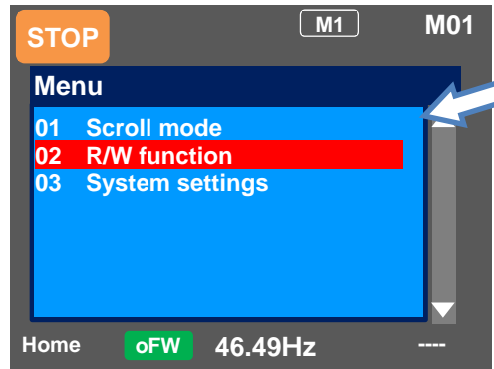 STOP M1 M01
Menu
01 Scroll mode
02 R/W function
03 System settings
Home oFW 46.49Hz ----